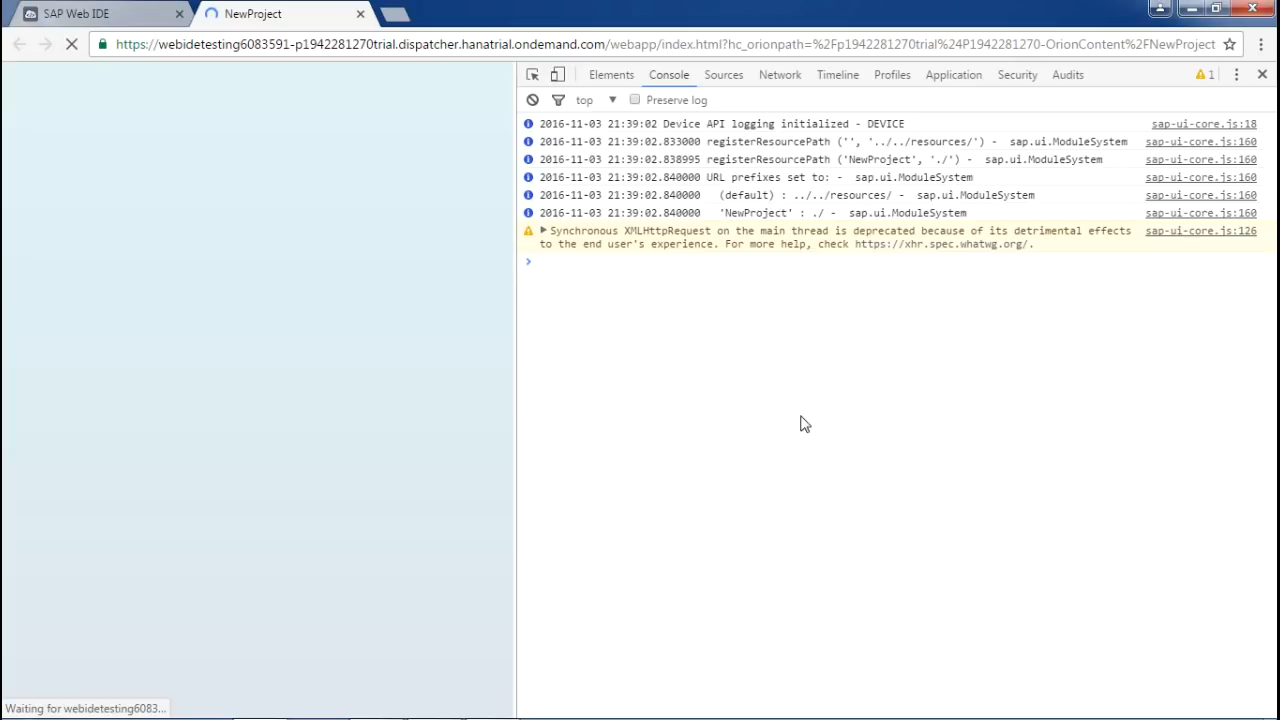 SAP Web IDE
NewProject
https://webidetesting6083591-p1942281270trial.dispatcher.hanatrial.ondemand.com/webapp/index.html?hc_orionpath=%2Fp1942281270trial%24P1942281270-OrionContent%2FNewProject
Elements Console Sources Network Timeline Profiles Application Security Audits 1
top Preserve log
2016-11-03 21:39:02 Device API logging initialized - DEVICE sap-ui-core.js:18
2016-11-03 21:39:02.833000 registerResourcePath ('', '../../resources/') - sap.ui.ModuleSystem sap-ui-core.js:160
2016-11-03 21:39:02.838995 registerResourcePath ('NewProject', './') - sap.ui.ModuleSystem sap-ui-core.js:160
2016-11-03 21:39:02.840000 URL prefixes set to: - sap.ui.ModuleSystem sap-ui-core.js:160
2016-11-03 21:39:02.840000 (default) : ../../resources/ - sap.ui.ModuleSystem sap-ui-core.js:160
2016-11-03 21:39:02.840000 'NewProject' : ./ - sap.ui.ModuleSystem sap-ui-core.js:160
Synchronous XMLHttpRequest on the main thread is deprecated because of its detrimental effects sap-ui-core.js:126
to the end user's experience. For more help, check https://xhr.spec.whatwg.org/.
Waiting for webidetesting6083...